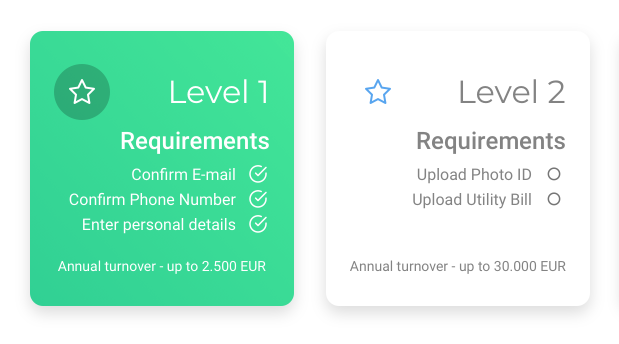 Level 1
Requirements
Confirm E-mail
Confirm Phone Number
Enter personal details
Annual turnover - up to 2.500 EUR
Level 2
Requirements
Upload Photo ID
Upload Utility Bill
Annual turnover - up to 30.000 EUR